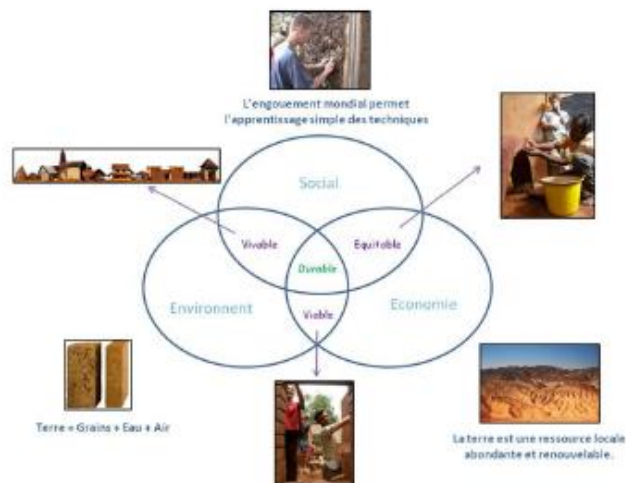 L'engouement mondial permet
l'apprentissage simple des techniques
Social
Vivable
Equitable
Durable
Environnent
Viable
Economie
Terre = Grains + Eau + Air
La terre est une ressource locale
abondante et renouvelable.